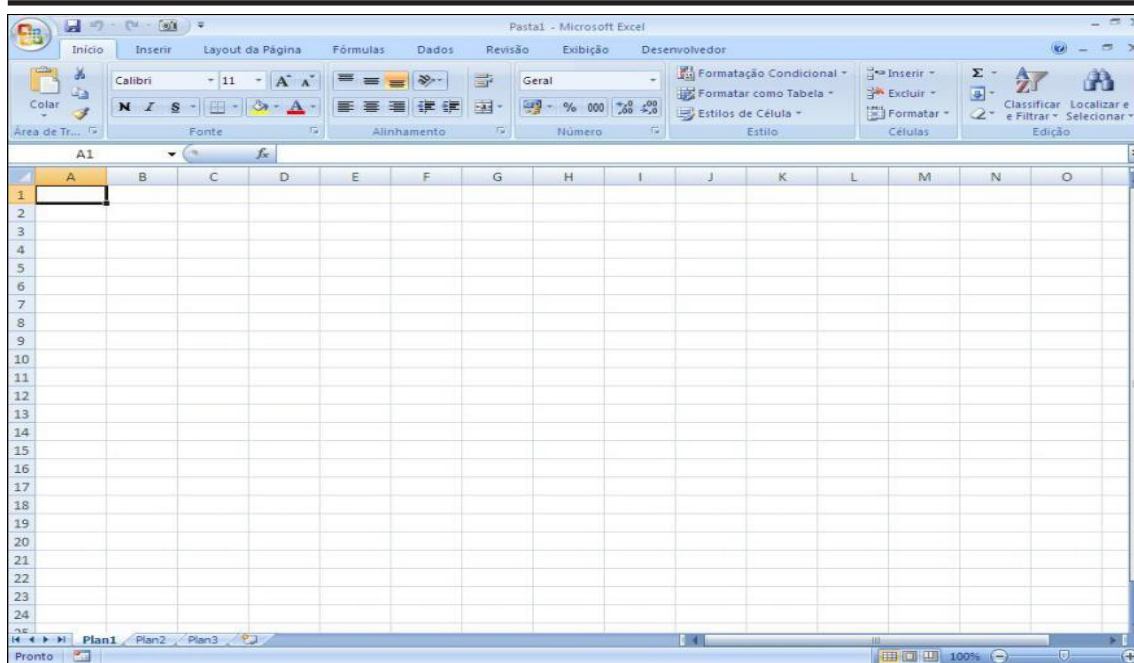 Pasta1 - Microsoft Excel
Início Inserir Layout da Página Fórmulas Dados Revisão Exibição Desenvolvedor
Colar
Calibri 11 A A
N I S A
Geral
% 000
Formatação Condicional
Formatar como Tabela
Estilos de Célula
Inserir
Excluir
Formatar
Σ
Classificar e Filtrar
Localizar e Selecionar
Área de Tr... Fonte Alinhamento Número Estilo Células Edição
A1 fx
A B C D E F G H I J K L M N O
1
2
3
4
5
6
7
8
9
10
11
12
13
14
15
16
17
18
19
20
21
22
23
24
Plan1 Plan2 Plan3
Pronto 100%